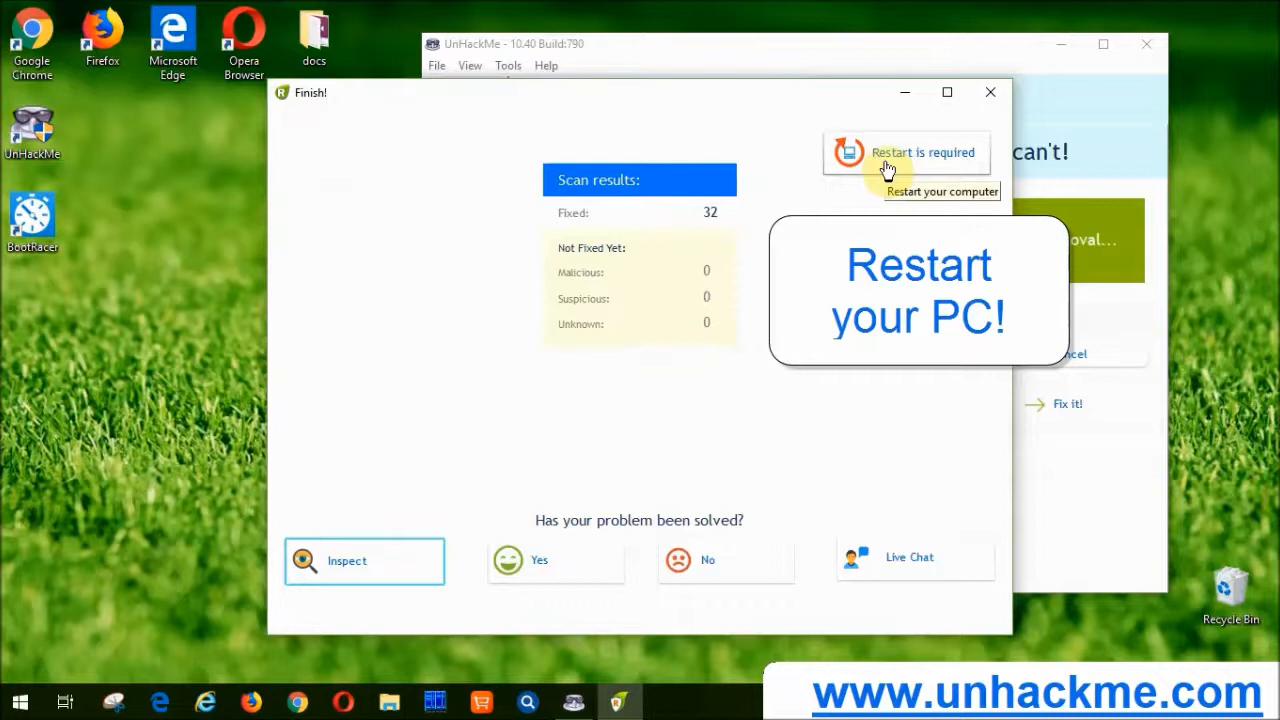 Google
Chrome
Firefox
Microsoft
Edge
Opera
Browser
docs
UnHackMe
BootRacer
UnHackMe - 10.40 Build:790
File View Tools Help
Finish!
Restart is required
Restart your computer
can't!
Scan results:
Fixed: 32
Not Fixed Yet:
Malicious: 0
Suspicious: 0
Unknown: 0
Restart
your PC!
oval...
ncel
Fix it!
Has your problem been solved?
Inspect
Yes
No
Live Chat
Recycle Bin
www.unhackme.com